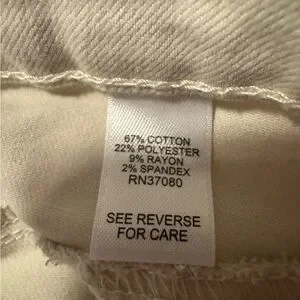 67% COTTON
22% POLYESTER
9% RAYON
2% SPANDEX
RN37080
SEE REVERSE
FOR CARE